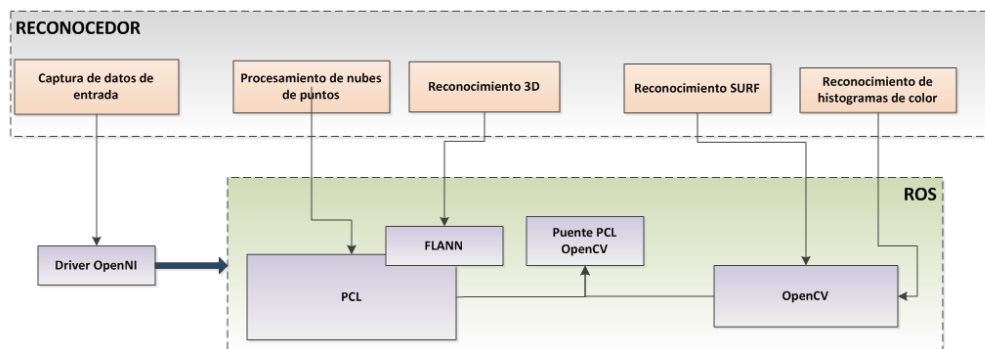 RECONOCEDOR
Captura de datos de
entrada
Procesamiento de nubes
de puntos
Reconocimiento 3D
Reconocimiento SURF
Reconocimiento de
histogramas de color
ROS
Driver OpenNI
FLANN
PCL
Puente PCL
OpenCV
OpenCV